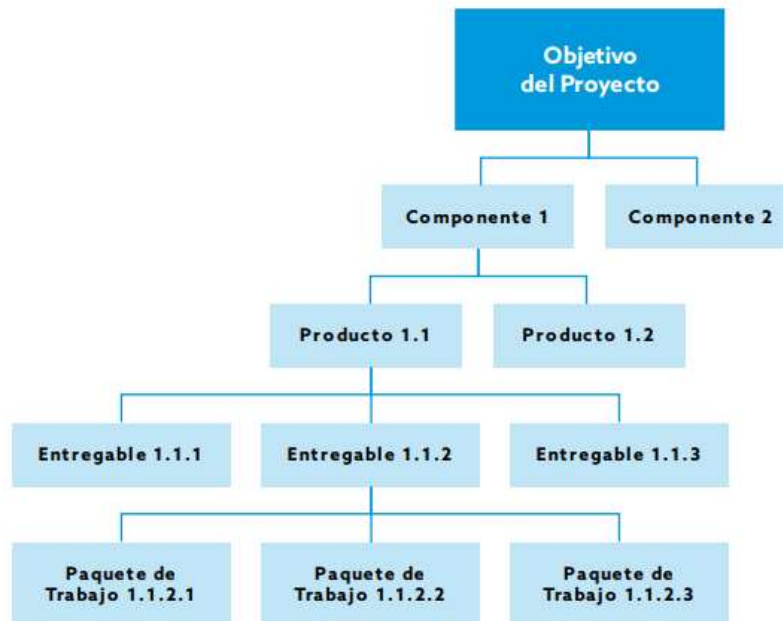 Objetivo
del Proyecto
Componente 1
Componente 2
Producto 1.1
Producto 1.2
Entregable 1.1.1
Entregable 1.1.2
Entregable 1.1.3
Paquete de
Trabajo 1.1.2.1
Paquete de
Trabajo 1.1.2.2
Paquete de
Trabajo 1.1.2.3